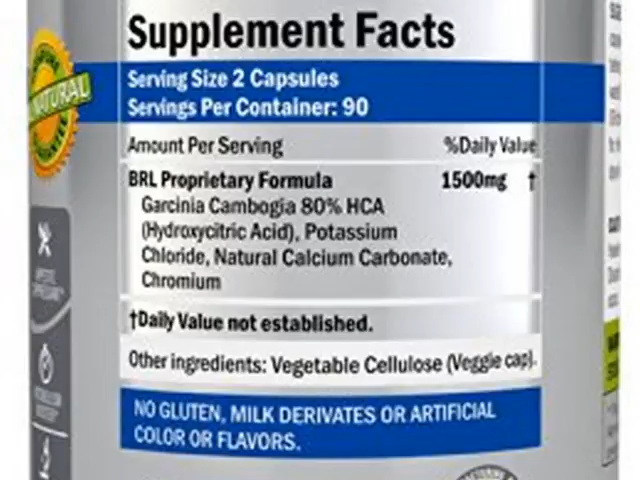 Supplement Facts
Serving Size 2 Capsules
Servings Per Container: 90
Amount Per Serving %Daily Value
BRL Proprietary Formula 1500mg †
Garcinia Cambogia 80% HCA
(Hydroxycitric Acid), Potassium
Chloride, Natural Calcium Carbonate,
Chromium
†Daily Value not established.
Other ingredients: Vegetable Cellulose (Veggie cap).
NO GLUTEN, MILK DERIVATES OR ARTIFICIAL
COLOR OR FLAVORS.
NATURAL